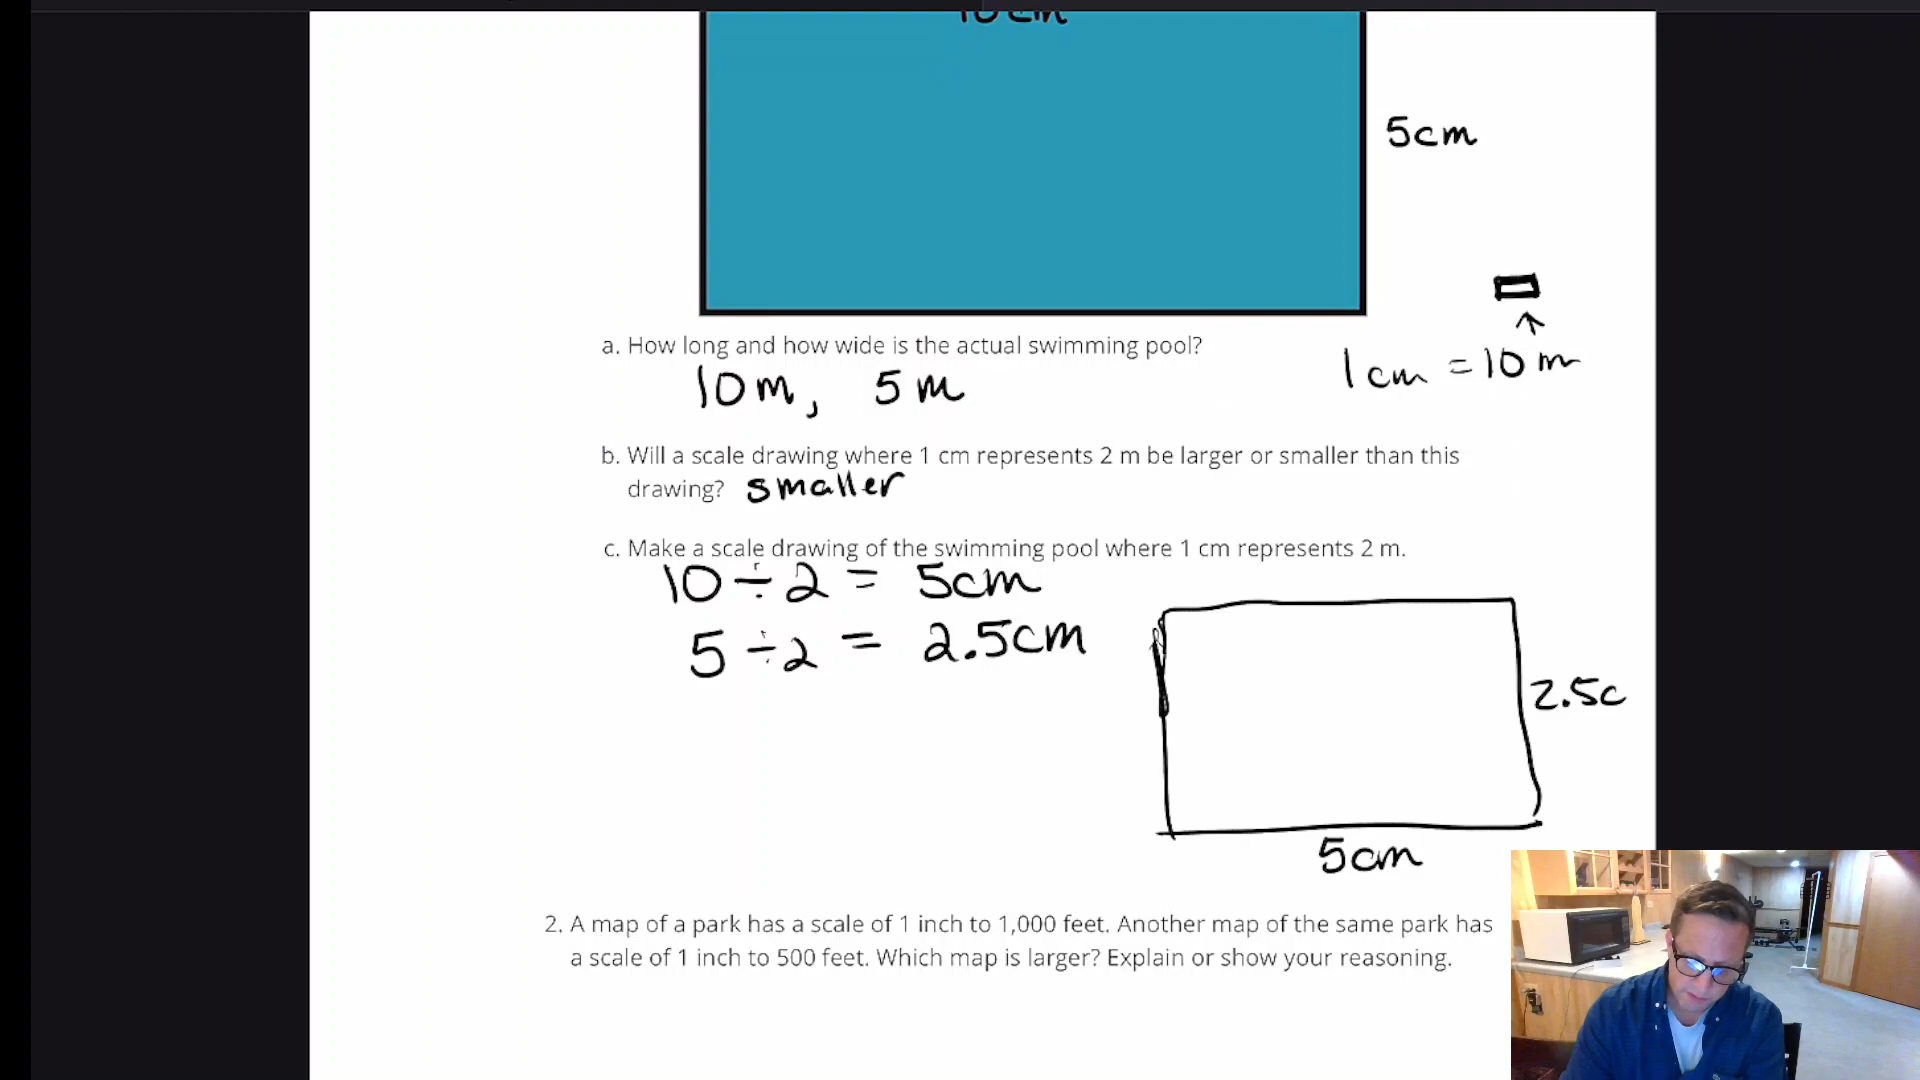 10 cm
5cm
a. How long and how wide is the actual swimming pool?
10m, 5m
1cm = 10m
b. Will a scale drawing where 1 cm represents 2 m be larger or smaller than this
drawing? smaller
c. Make a scale drawing of the swimming pool where 1 cm represents 2 m.
10 ÷ 2 = 5cm
5 ÷ 2 = 2.5cm
2.5c
5cm
2. A map of a park has a scale of 1 inch to 1,000 feet. Another map of the same park has
a scale of 1 inch to 500 feet. Which map is larger? Explain or show your reasoning.